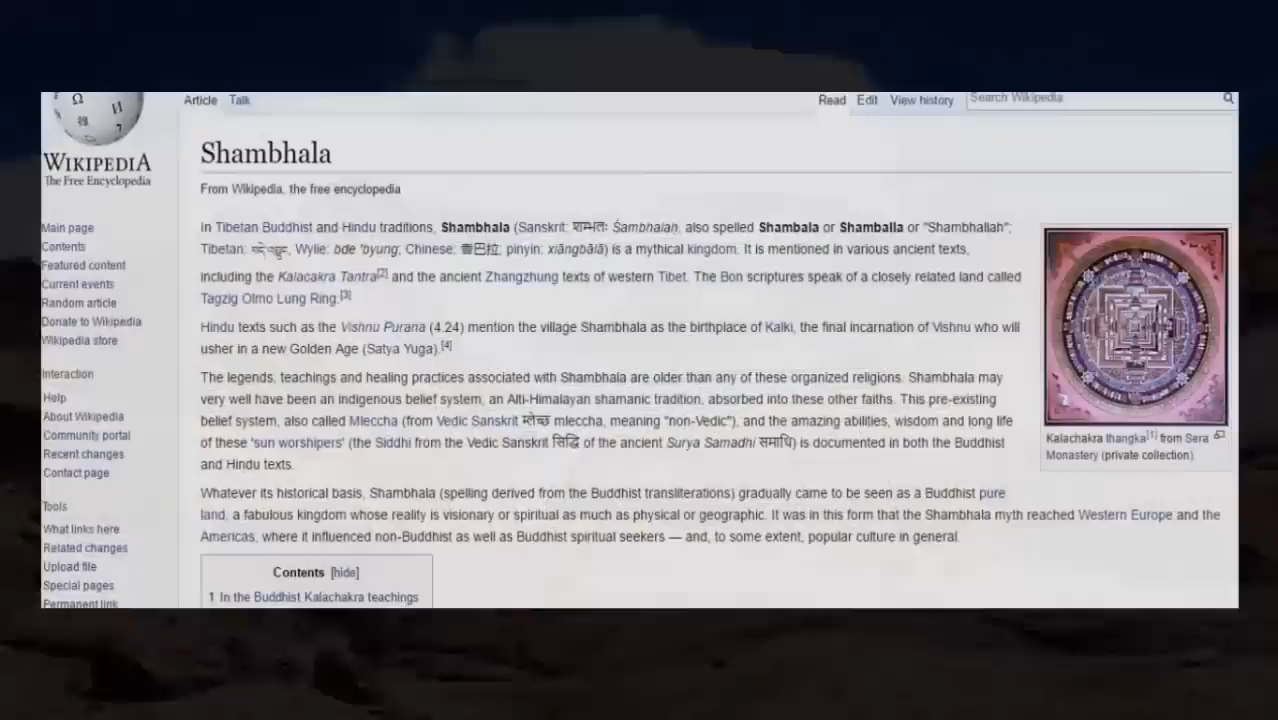 Article Talk
Read Edit View history Search Wikipedia
WIKIPEDIA
The Free Encyclopedia
Shambhala
From Wikipedia, the free encyclopedia
Main page
Contents
Featured content
Current events
Random article
Donate to Wikipedia
Wikipedia store
Interaction
Help
About Wikipedia
Community portal
Recent changes
Contact page
Tools
What links here
Related changes
Upload file
Special pages
Permanent link
In Tibetan Buddhist and Hindu traditions, Shambhala (Sanskrit: Śambhalaḥ, also spelled Shambala or Shamballa or "Shambhallah";
Tibetan: Wylie: bde 'byung; Chinese: 香巴拉; pinyin: xiāngbālā) is a mythical kingdom. It is mentioned in various ancient texts,
including the Kalacakra Tantra[2] and the ancient Zhangzhung texts of western Tibet. The Bon scriptures speak of a closely related land called
Tagzig Olmo Lung Ring.[3]
Hindu texts such as the Vishnu Purana (4.24) mention the village Shambhala as the birthplace of Kalki, the final incarnation of Vishnu who will
usher in a new Golden Age (Satya Yuga).[4]
The legends, teachings and healing practices associated with Shambhala are older than any of these organized religions. Shambhala may
very well have been an indigenous belief system, an Alti-Himalayan shamanic tradition, absorbed into these other faiths. This pre-existing
belief system, also called Mleccha (from Vedic Sanskrit म्लेच्छ mleccha, meaning "non-Vedic"), and the amazing abilities, wisdom and long life
of these 'sun worshipers' (the Siddhi from the Vedic Sanskrit सिद्धि of the ancient Surya Samadhi समाधि) is documented in both the Buddhist
and Hindu texts.
Whatever its historical basis, Shambhala (spelling derived from the Buddhist transliterations) gradually came to be seen as a Buddhist pure
land, a fabulous kingdom whose reality is visionary or spiritual as much as physical or geographic. It was in this form that the Shambhala myth reached Western Europe and the
Americas, where it influenced non-Buddhist as well as Buddhist spiritual seekers — and, to some extent, popular culture in general.
Kalachakra thangka[1] from Sera
Monastery (private collection)
Contents [hide]
1 In the Buddhist Kalachakra teachings